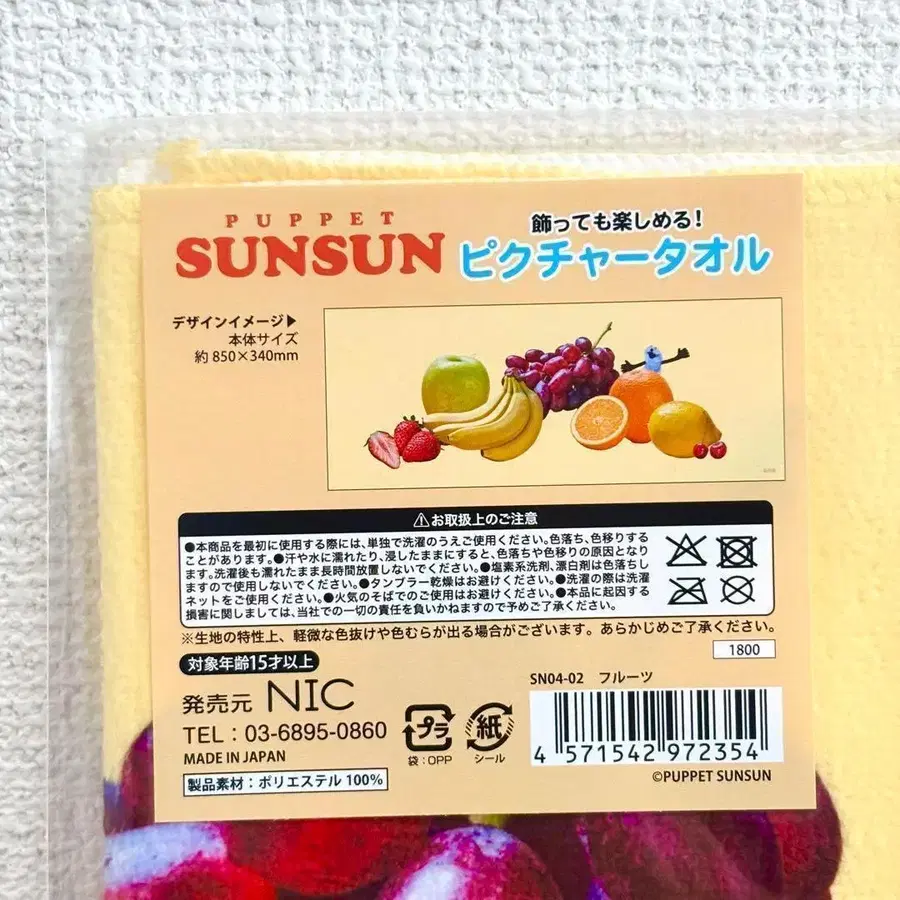 PUPPET
SUNSUN
飾っても楽しめる!
ピクチャータオル
デザインイメージ▶
本体サイズ
約850×340mm
⚠お取扱上のご注意
●本商品を最初に使用する際には、単独で洗濯のうえご使用ください。色落ち、色移りする
ことがあります。●汗や水に濡れたり、浸したままにすると、色落ちや色移りの原因となり
ます。洗濯後も濡れたまま長時間放置しないでください。●塩素系洗剤、漂白剤は色落ちし
ますので使用しないでください。●タンブラー乾燥はお避けください。●洗濯の際は洗濯
ネットをご使用ください。●火気のそばでのご使用はお避けください。●本品に起因する
損害に関しましては、当社での一切の責任を負いかねますので予めご了承ください。
※生地の特性上、軽微な色抜けや色むらが出る場合がございます。あらかじめご了承ください。
1800
対象年齢15才以上
SN04-02 フルーツ
発売元 NIC
TEL:03-6895-0860
MADE IN JAPAN
製品素材:ポリエステル100%
プラ
袋:OPP
紙
シール
4 571542 972354
©PUPPET SUNSUN